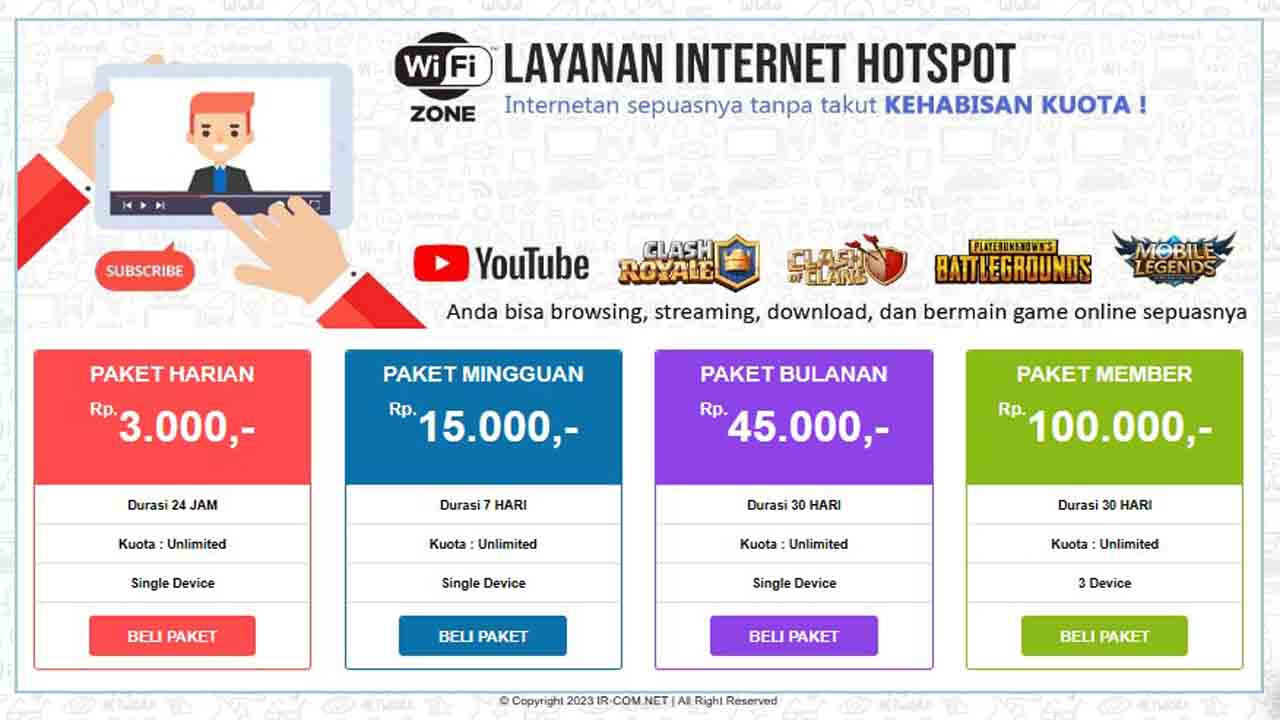 WiFi
ZONE
LAYANAN INTERNET HOTSPOT
Internetan sepuasnya tanpa takut KEHABISAN KUOTA !
SUBSCRIBE
YouTube
CLASH
ROYALE
CLASH
OF CLANS
PLAYERUNKNOWN'S
BATTLEGROUNDS
MOBILE
LEGENDS
Anda bisa browsing, streaming, download, dan bermain game online sepuasnya
PAKET HARIAN
Rp. 3.000,-
Durasi 24 JAM
Kuota : Unlimited
Single Device
BELI PAKET
PAKET MINGGUAN
Rp. 15.000,-
Durasi 7 HARI
Kuota : Unlimited
Single Device
BELI PAKET
PAKET BULANAN
Rp. 45.000,-
Durasi 30 HARI
Kuota : Unlimited
Single Device
BELI PAKET
PAKET MEMBER
Rp. 100.000,-
Durasi 30 HARI
Kuota : Unlimited
3 Device
BELI PAKET
© Copyright 2023 IR-COM.NET | All Right Reserved